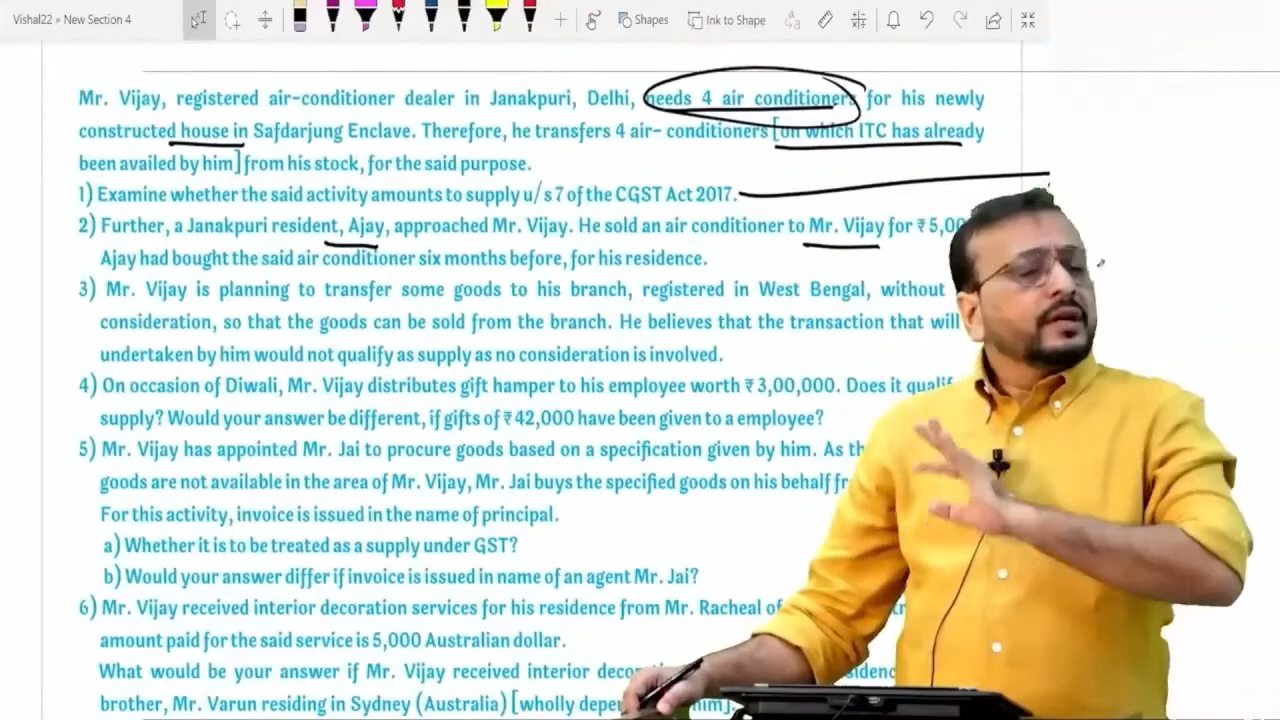 Vishal22 » New Section 4
Shapes
Ink to Shape
Mr. Vijay, registered air-conditioner dealer in Janakpuri, Delhi, needs 4 air conditioners for his newly
constructed house in Safdarjung Enclave. Therefore, he transfers 4 air- conditioners [on which ITC has already
been availed by him] from his stock, for the said purpose.
1) Examine whether the said activity amounts to supply u/s 7 of the CGST Act 2017.
2) Further, a Janakpuri resident, Ajay, approached Mr. Vijay. He sold an air conditioner to Mr. Vijay for
Ajay had bought the said air conditioner six months before, for his residence.
3) Mr. Vijay is planning to transfer some goods to his branch, registered in West Bengal, without
consideration, so that the goods can be sold from the branch. He believes that the transaction that will
undertaken by him would not qualify as supply as no consideration is involved.
4) On occasion of Diwali, Mr. Vijay distributes gift hamper to his employee worth ₹ 3,00,000. Does it
supply? Would your answer be different, if gifts of ₹ 42,000 have been given to a employee?
5) Mr. Vijay has appointed Mr. Jai to procure goods based on a specification given by him. As
goods are not available in the area of Mr. Vijay, Mr. Jai buys the specified goods on his behalf
For this activity, invoice is issued in the name of principal.
a) Whether it is to be treated as a supply under GST?
b) Would your answer differ if invoice is issued in name of an agent Mr. Jai?
6) Mr. Vijay received interior decoration services for his residence from Mr. Racheal of
amount paid for the said service is 5,000 Australian dollar.
What would be your answer if Mr. Vijay received interior
brother, Mr. Varun residing in Sydney (Australia) [wholly